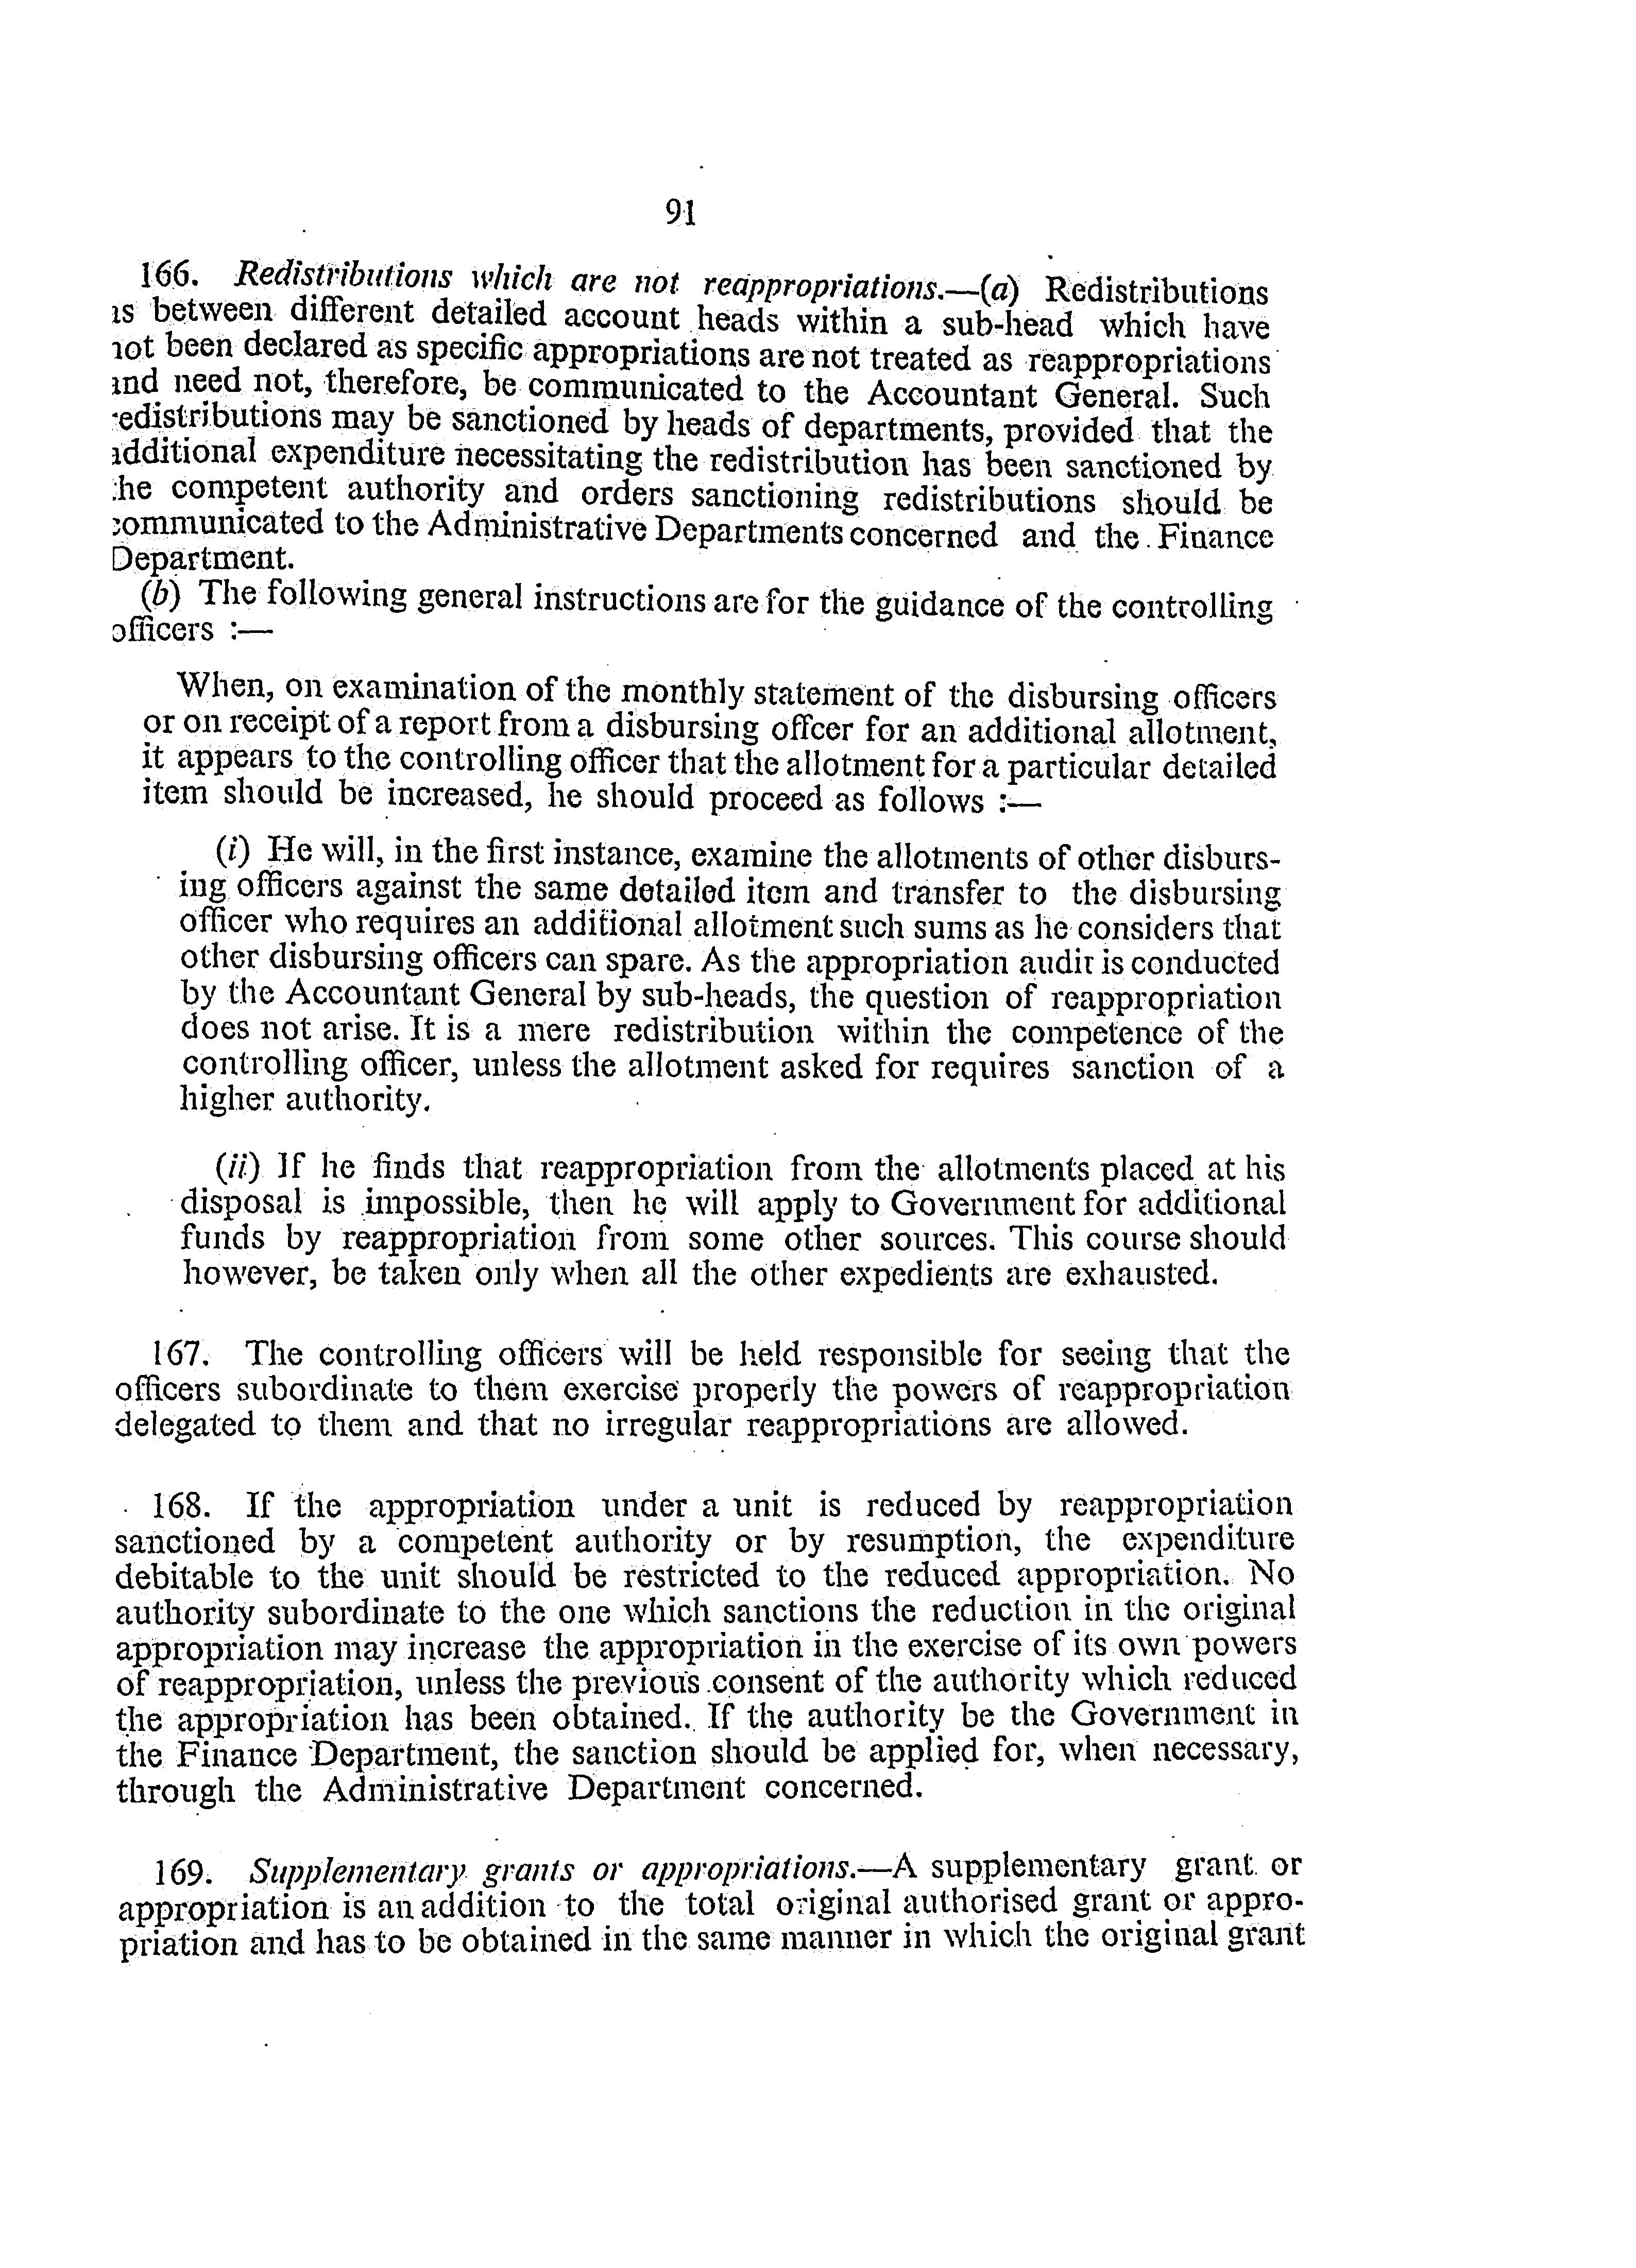 91
166. Redistributions which are not reappropriations.—(a) Redistributions
as between different detailed account heads within a sub-head which have
not been declared as specific appropriations are not treated as reappropriations
and need not, therefore, be communicated to the Accountant General. Such
redistributions may be sanctioned by heads of departments, provided that the
additional expenditure necessitating the redistribution has been sanctioned by
the competent authority and orders sanctioning redistributions should be
communicated to the Administrative Departments concerned and the Finance
Department.
(b) The following general instructions are for the guidance of the controlling
officers :—
When, on examination of the monthly statement of the disbursing officers
or on receipt of a report from a disbursing offcer for an additional allotment,
it appears to the controlling officer that the allotment for a particular detailed
item should be increased, he should proceed as follows :—
(i) He will, in the first instance, examine the allotments of other disburs-
ing officers against the same detailed item and transfer to the disbursing
officer who requires an additional allotment such sums as he considers that
other disbursing officers can spare. As the appropriation audit is conducted
by the Accountant General by sub-heads, the question of reappropriation
does not arise. It is a mere redistribution within the competence of the
controlling officer, unless the allotment asked for requires sanction of a
higher authority.
(ii) If he finds that reappropriation from the allotments placed at his
disposal is impossible, then he will apply to Government for additional
funds by reappropriation from some other sources. This course should
however, be taken only when all the other expedients are exhausted.
167. The controlling officers will be held responsible for seeing that the
officers subordinate to them exercise properly the powers of reappropriation
delegated to them and that no irregular reappropriations are allowed.
168. If the appropriation under a unit is reduced by reappropriation
sanctioned by a competent authority or by resumption, the expenditure
debitable to the unit should be restricted to the reduced appropriation. No
authority subordinate to the one which sanctions the reduction in the original
appropriation may increase the appropriation in the exercise of its own powers
of reappropriation, unless the previous consent of the authority which reduced
the appropriation has been obtained. If the authority be the Government in
the Finance Department, the sanction should be applied for, when necessary,
through the Administrative Department concerned.
169. Supplementary grants or appropriations.—A supplementary grant or
appropriation is an addition to the total original authorised grant or appro-
priation and has to be obtained in the same manner in which the original grant